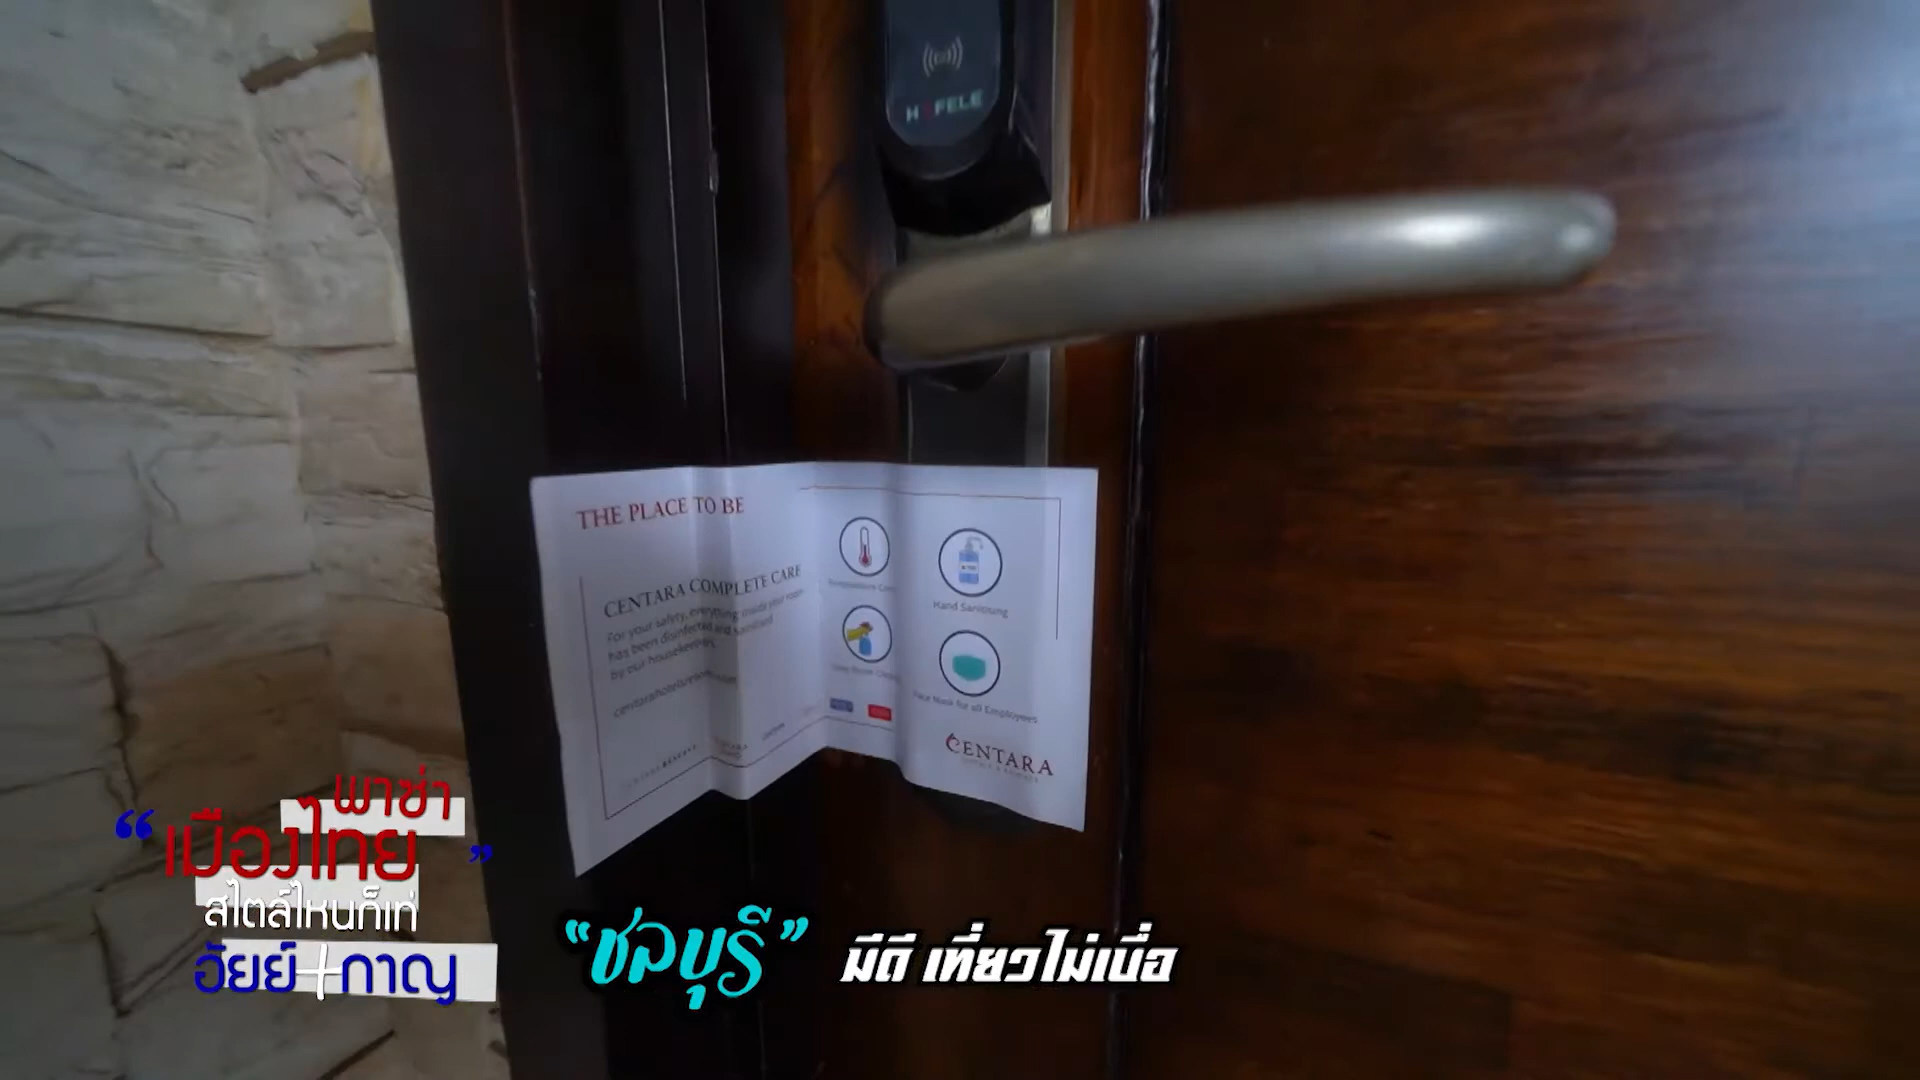 HÄFELE
THE PLACE TO BE
CENTARA COMPLETE CARE
For your safety, everything inside your room
has been disinfected and sanitised
by our housekeepers.
Hand Sanitising
Face Mask for all Employees
CENTARA
พาซ่า
“เมืองไทย”
สไตล์ไหนก็เท่
อัยย์+กาญ
“ชลบุรี” มีดี เที่ยวไม่เบื่อ